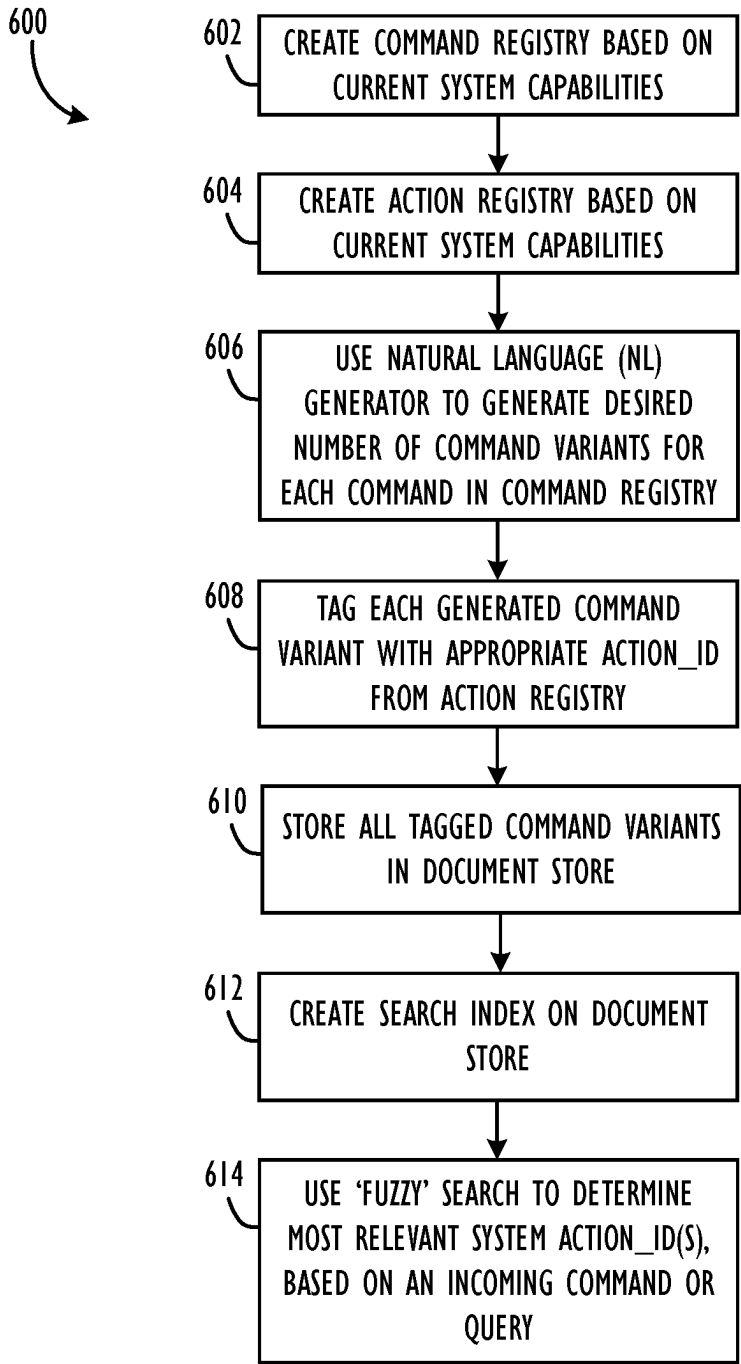 600
602
CREATE COMMAND REGISTRY BASED ON
CURRENT SYSTEM CAPABILITIES
604
CREATE ACTION REGISTRY BASED ON
CURRENT SYSTEM CAPABILITIES
606
USE NATURAL LANGUAGE (NL)
GENERATOR TO GENERATE DESIRED
NUMBER OF COMMAND VARIANTS FOR
EACH COMMAND IN COMMAND REGISTRY
608
TAG EACH GENERATED COMMAND
VARIANT WITH APPROPRIATE ACTION_ID
FROM ACTION REGISTRY
610
STORE ALL TAGGED COMMAND VARIANTS
IN DOCUMENT STORE
612
CREATE SEARCH INDEX ON DOCUMENT
STORE
614
USE ‘FUZZY’ SEARCH TO DETERMINE
MOST RELEVANT SYSTEM ACTION_ID(S),
BASED ON AN INCOMING COMMAND OR
QUERY